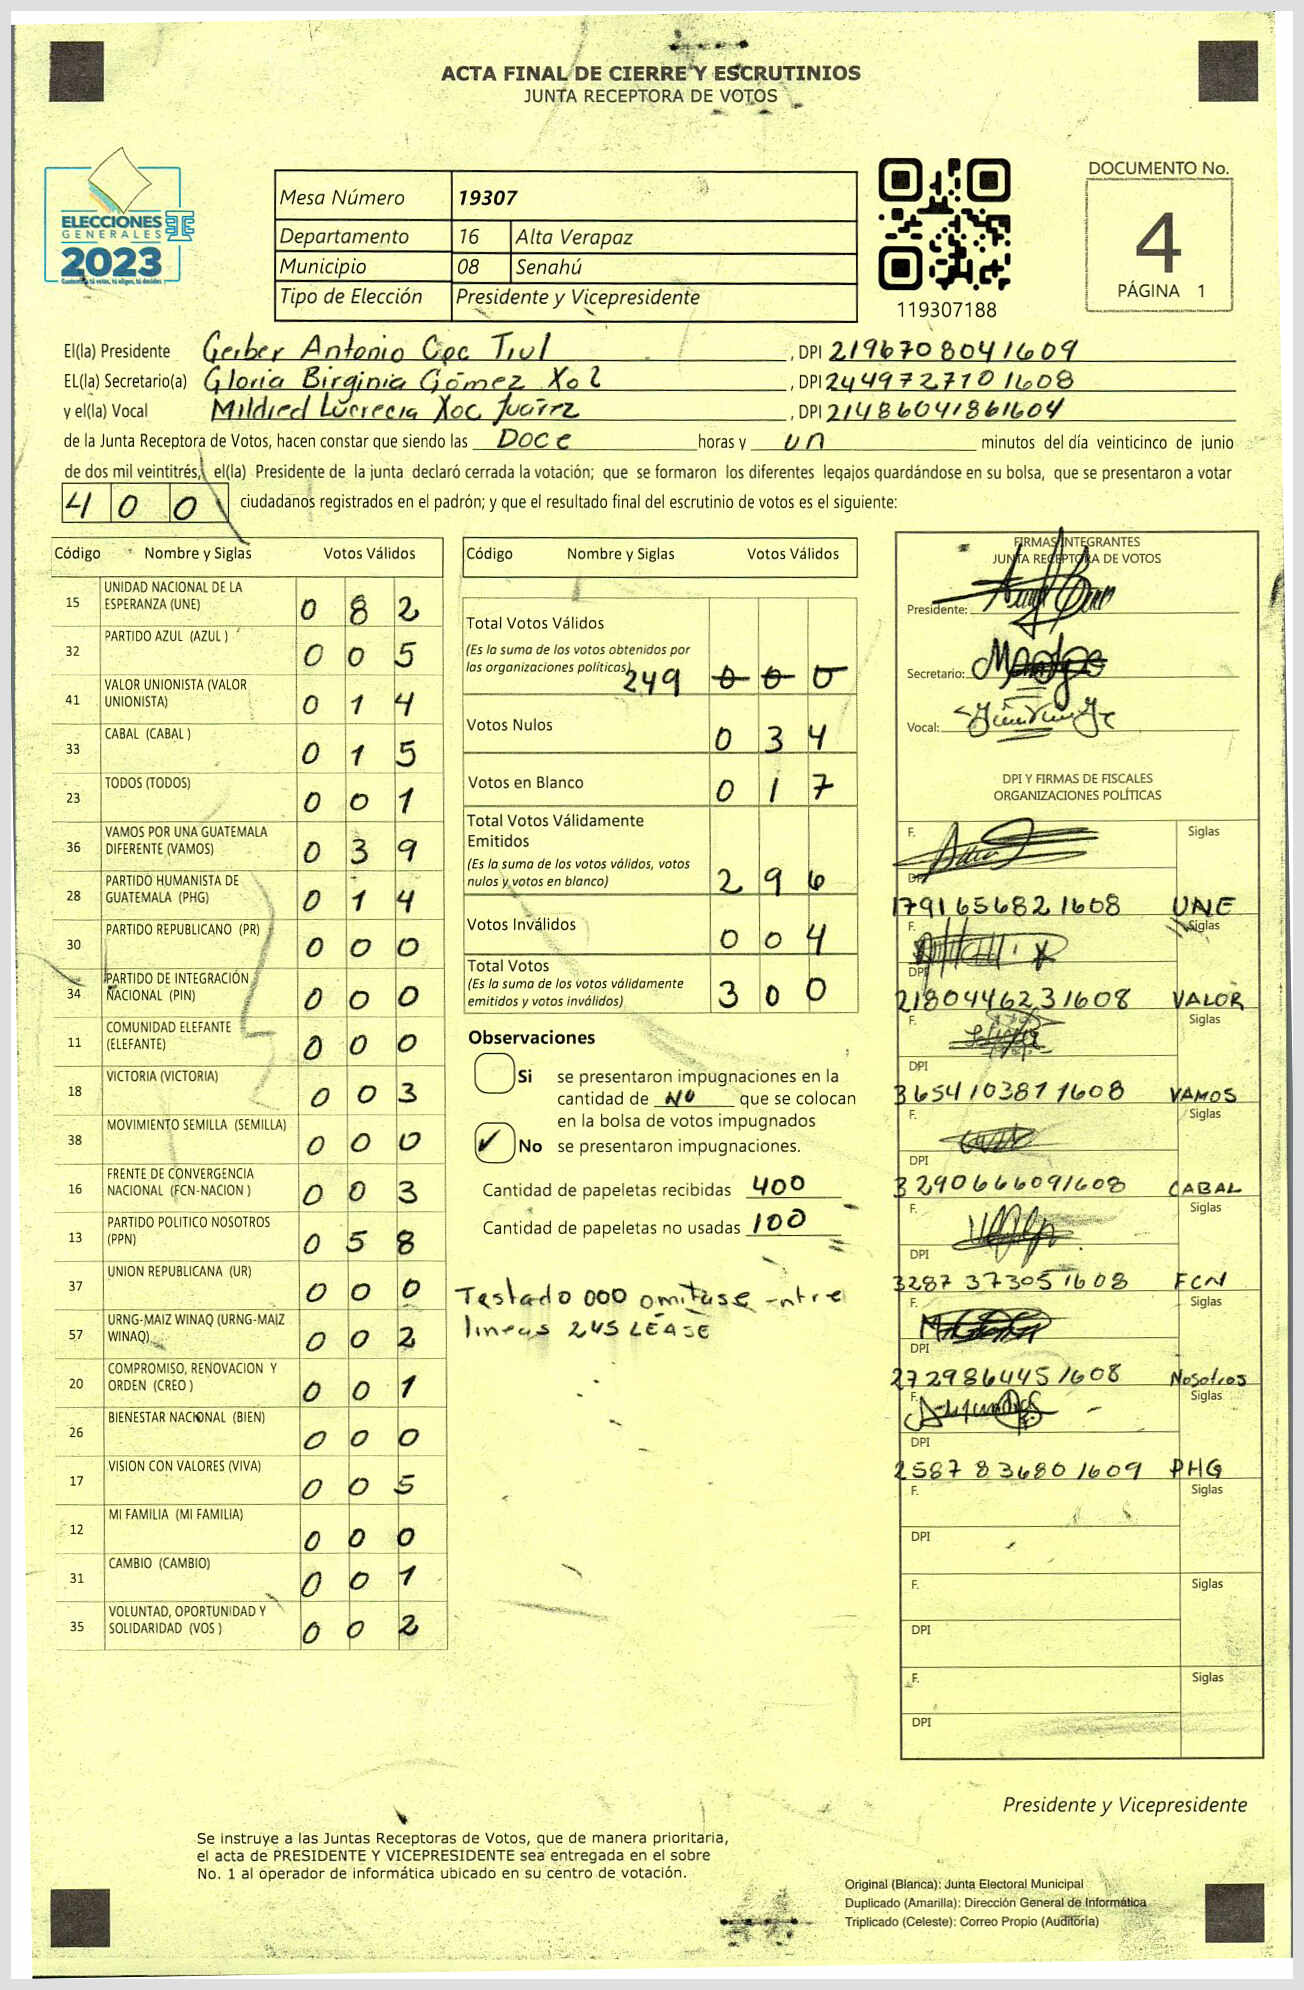 ACTA FINAL DE CIERRE Y ESCRUTINIOS
JUNTA RECEPTORA DE VOTOS
ELECCIONES
GENERALES
2023
Mesa Número 19307
Departamento 16 Alta Verapaz
Municipio 08 Senahú
Tipo de Elección Presidente y Vicepresidente
119307188
DOCUMENTO No.
4
PÁGINA 1
El(la) Presidente Gerber Antonio Coc Tiul , DPI 2196708041609
EL(la) Secretario(a) Gloria Birginia Gómez Xol , DPI 2449727101608
y el(la) Vocal Mildred Lucrecia Xoc Juárez , DPI 2148604186 1604
de la Junta Receptora de Votos, hacen constar que siendo las Doce horas y un minutos del día veinticinco de junio
de dos mil veintitrés, el(la) Presidente de la junta declaró cerrada la votación; que se formaron los diferentes legajos guardándose en su bolsa, que se presentaron a votar
400 ciudadanos registrados en el padrón; y que el resultado final del escrutinio de votos es el siguiente:
Código Nombre y Siglas Votos Válidos
15 UNIDAD NACIONAL DE LA ESPERANZA (UNE) 0 8 2
32 PARTIDO AZUL (AZUL ) 0 0 5
41 VALOR UNIONISTA (VALOR UNIONISTA) 0 1 4
33 CABAL (CABAL ) 0 1 5
23 TODOS (TODOS) 0 0 1
36 VAMOS POR UNA GUATEMALA DIFERENTE (VAMOS) 0 3 9
28 PARTIDO HUMANISTA DE GUATEMALA (PHG) 0 1 4
30 PARTIDO REPUBLICANO (PR) 0 0 0
34 PARTIDO DE INTEGRACIÓN NACIONAL (PIN) 0 0 0
11 COMUNIDAD ELEFANTE (ELEFANTE) 0 0 0
18 VICTORIA (VICTORIA) 0 0 3
38 MOVIMIENTO SEMILLA (SEMILLA) 0 0 0
16 FRENTE DE CONVERGENCIA NACIONAL (FCN-NACION ) 0 0 3
13 PARTIDO POLITICO NOSOTROS (PPN) 0 5 8
37 UNION REPUBLICANA (UR) 0 0 0
57 URNG-MAIZ WINAQ (URNG-MAIZ WINAQ) 0 0 2
20 COMPROMISO, RENOVACION Y ORDEN (CREO ) 0 0 1
26 BIENESTAR NACIONAL (BIEN) 0 0 0
17 VISION CON VALORES (VIVA) 0 0 5
12 MI FAMILIA (MI FAMILIA) 0 0 0
31 CAMBIO (CAMBIO) 0 0 1
35 VOLUNTAD, OPORTUNIDAD Y SOLIDARIDAD (VOS ) 0 0 2
Código Nombre y Siglas Votos Válidos
Total Votos Válidos
(Es la suma de los votos obtenidos por
las organizaciones políticas) 249 0 0 0
Votos Nulos 0 3 4
Votos en Blanco 0 1 7
Total Votos Válidamente
Emitidos
(Es la suma de los votos válidos, votos
nulos y votos en blanco) 2 9 6
Votos Inválidos 0 0 4
Total Votos
(Es la suma de los votos válidamente
emitidos y votos inválidos) 3 0 0
Observaciones
Si se presentaron impugnaciones en la
cantidad de NO que se colocan
en la bolsa de votos impugnados
No se presentaron impugnaciones.
Cantidad de papeletas recibidas 400
Cantidad de papeletas no usadas 100
Testado 000 omitase entre
lineas 245 LEASE
FIRMAS INTEGRANTES
JUNTA RECEPTORA DE VOTOS
Presidente:
Secretario:
Vocal:
DPI Y FIRMAS DE FISCALES
ORGANIZACIONES POLÍTICAS
F. Siglas
DPI
1791656821608 UNE
F. Siglas
DPI
2180446231608 VALOR
F. Siglas
DPI
3654103871608 VAMOS
F. Siglas
DPI
3290666091608 CABAL
F. Siglas
DPI
3287373051608 FCN
F. Siglas
DPI
2729864451608 Nosotros
F. Siglas
DPI
2587836801609 PHG
F. Siglas
DPI
F. Siglas
DPI
F. Siglas
DPI
Presidente y Vicepresidente
Se instruye a las Juntas Receptoras de Votos, que de manera prioritaria,
el acta de PRESIDENTE Y VICEPRESIDENTE sea entregada en el sobre
No. 1 al operador de informática ubicado en su centro de votación.
Original (Blanca): Junta Electoral Municipal
Duplicado (Amarilla): Dirección General de Informática
Triplicado (Celeste): Correo Propio (Auditoría)